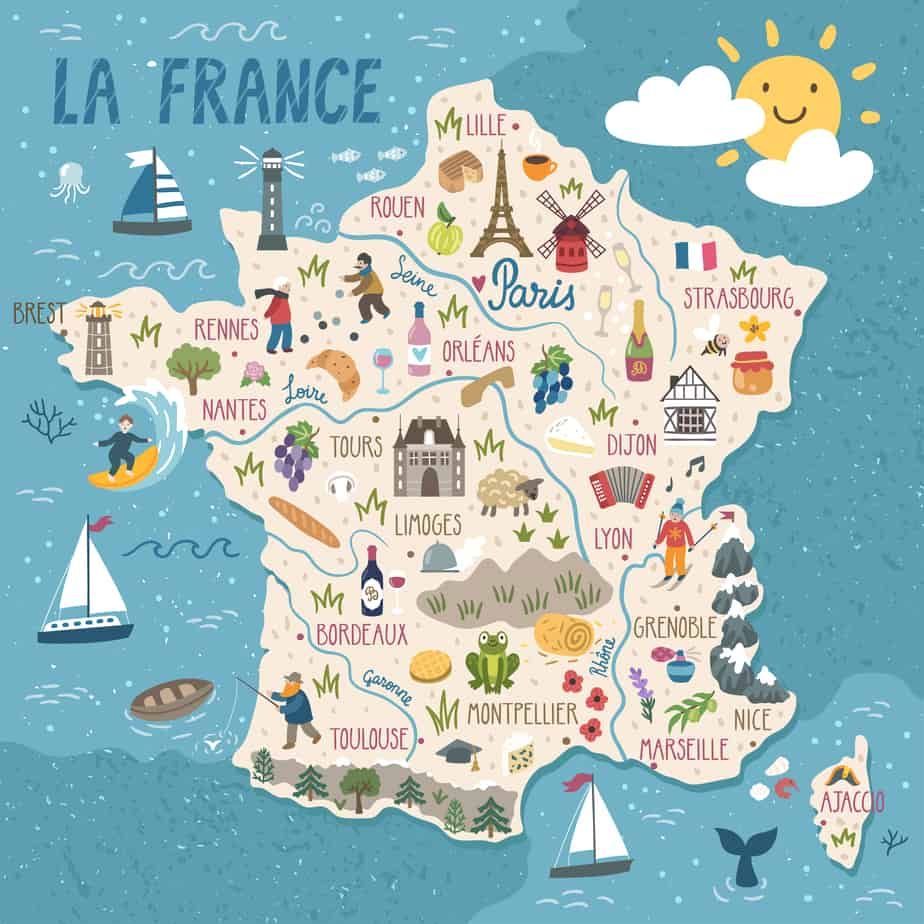 LA FRANCE
LILLE
ROUEN
Seine
Paris
STRASBOURG
BREST
RENNES
ORLÉANS
Loire
NANTES
TOURS
DIJON
LIMOGES
LYON
BORDEAUX
GRENOBLE
Rhône
Garonne
MONTPELLIER
NICE
TOULOUSE
MARSEILLE
AJACCIO